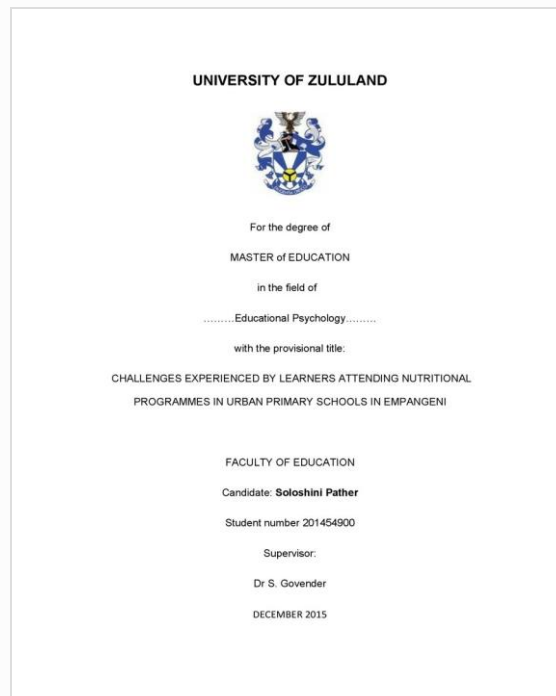 UNIVERSITY OF ZULULAND
For the degree of
MASTER of EDUCATION
in the field of
.........Educational Psychology.........
with the provisional title:
CHALLENGES EXPERIENCED BY LEARNERS ATTENDING NUTRITIONAL
PROGRAMMES IN URBAN PRIMARY SCHOOLS IN EMPANGENI
FACULTY OF EDUCATION
Candidate: Soloshini Pather
Student number 201454900
Supervisor:
Dr S. Govender
DECEMBER 2015